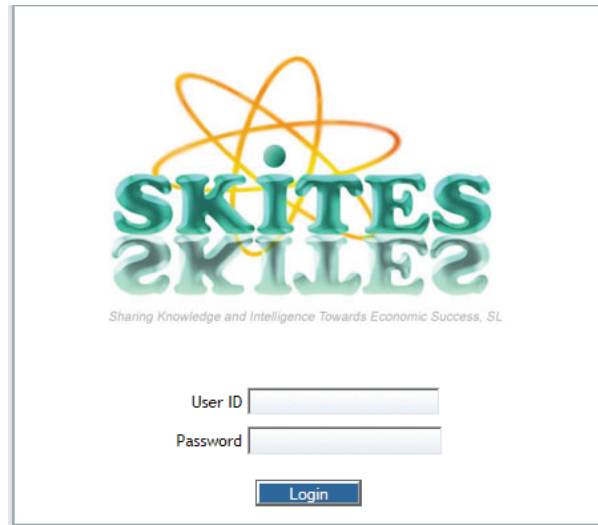 SKiTES
Sharing Knowledge and Intelligence Towards Economic Success, SL
User ID
Password
Login